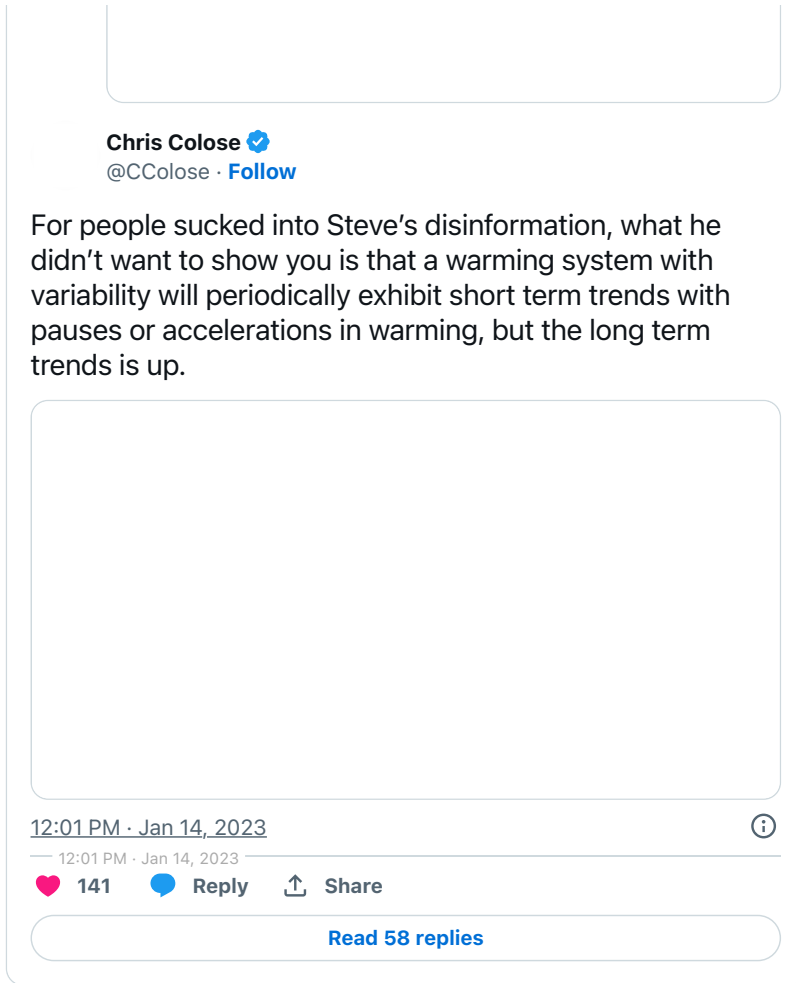 Chris Colose
@CColose · Follow
For people sucked into Steve’s disinformation, what he
didn’t want to show you is that a warming system with
variability will periodically exhibit short term trends with
pauses or accelerations in warming, but the long term
trends is up.
12:01 PM · Jan 14, 2023
12:01 PM · Jan 14, 2023
141 Reply Share
Read 58 replies